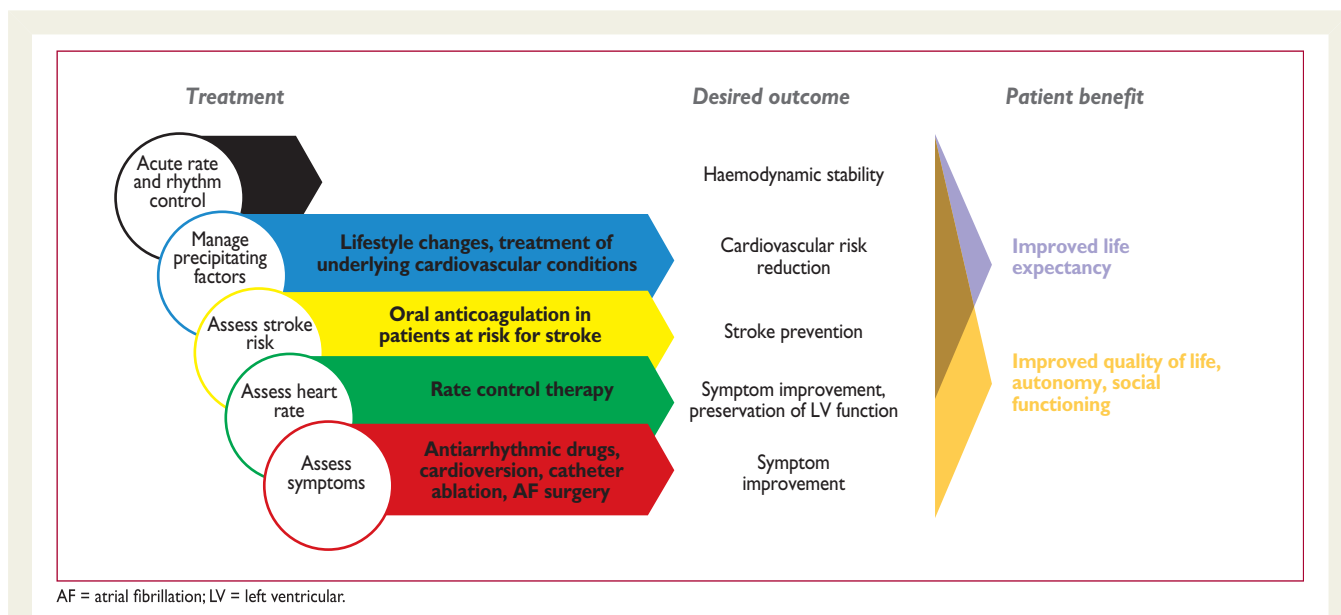 Treatment
Desired outcome
Patient benefit
Acute rate
and rhythm
control
Haemodynamic stability
Manage
precipitating
factors
Lifestyle changes, treatment of
underlying cardiovascular conditions
Cardiovascular risk
reduction
Improved life
expectancy
Assess stroke
risk
Oral anticoagulation in
patients at risk for stroke
Stroke prevention
Improved quality of life,
autonomy, social
functioning
Assess heart
rate
Rate control therapy
Symptom improvement,
preservation of LV function
Assess
symptoms
Antiarrhythmic drugs,
cardioversion, catheter
ablation, AF surgery
Symptom
improvement
AF = atrial fibrillation; LV = left ventricular.